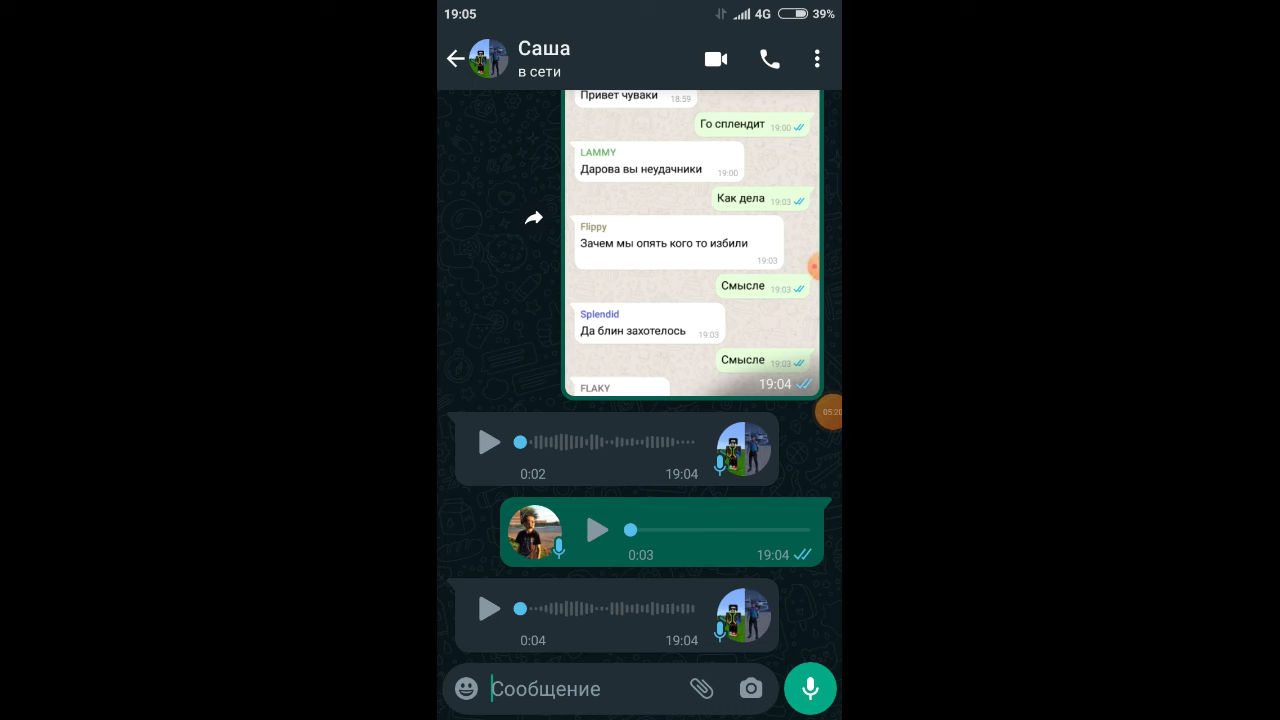 19:05 4G 39%
Саша
в сети
Привет чуваки 18:59
Го сплендит 19:00
LAMMY
Дарова вы неудачники 19:00
Как дела 19:03
Flippy
Зачем мы опять кого то избили
19:03
Смысле 19:03
Splendid
Да блин захотелось 19:03
Смысле 19:03
19:04
FLAKY
05:20
0:02 19:04
0:03 19:04
0:04 19:04
Сообщение